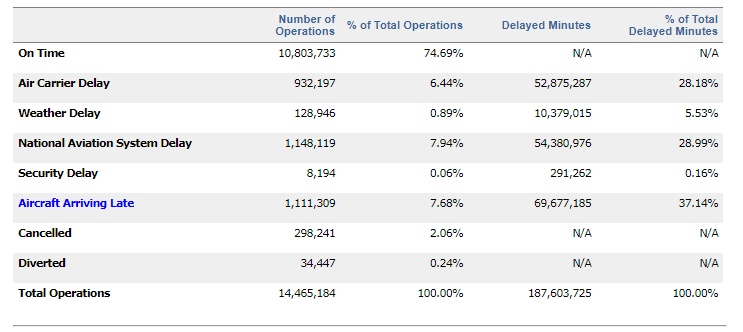 Number of Operations % of Total Operations Delayed Minutes % of Total Delayed Minutes
On Time 10,803,733 74.69% N/A N/A
Air Carrier Delay 932,197 6.44% 52,875,287 28.18%
Weather Delay 128,946 0.89% 10,379,015 5.53%
National Aviation System Delay 1,148,119 7.94% 54,380,976 28.99%
Security Delay 8,194 0.06% 291,262 0.16%
Aircraft Arriving Late 1,111,309 7.68% 69,677,185 37.14%
Cancelled 298,241 2.06% N/A N/A
Diverted 34,447 0.24% N/A N/A
Total Operations 14,465,184 100.00% 187,603,725 100.00%